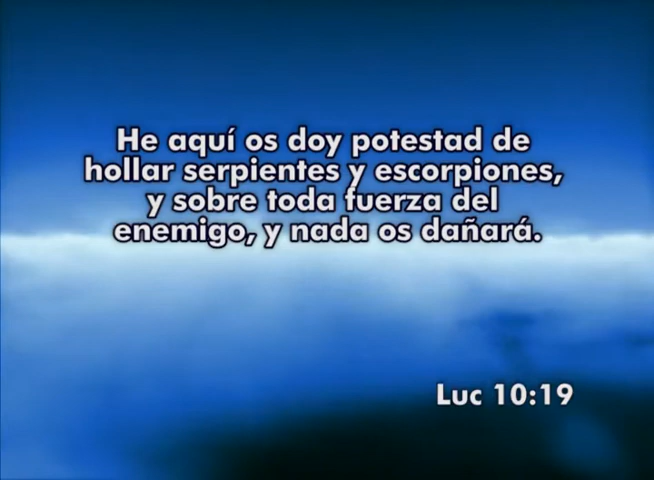 He aquí os doy potestad de
hollar serpientes y escorpiones,
y sobre toda fuerza del
enemigo, y nada os dañará.
Luc 10:19